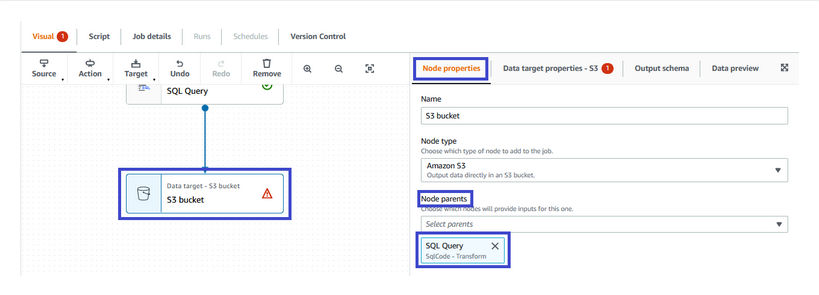 Visual 1 Script Job details Runs Schedules Version Control
Source Action Target Undo Redo Remove
Node properties Data target properties - S3 1 Output schema Data preview
SQL Query
Data target - S3 bucket
S3 bucket
Name
S3 bucket
Node type
Choose which type of node to add to the job.
Amazon S3
Output data directly in an S3 bucket.
Node parents
Choose which nodes will provide inputs for this one.
Select parents
SQL Query
SqlCode - Transform